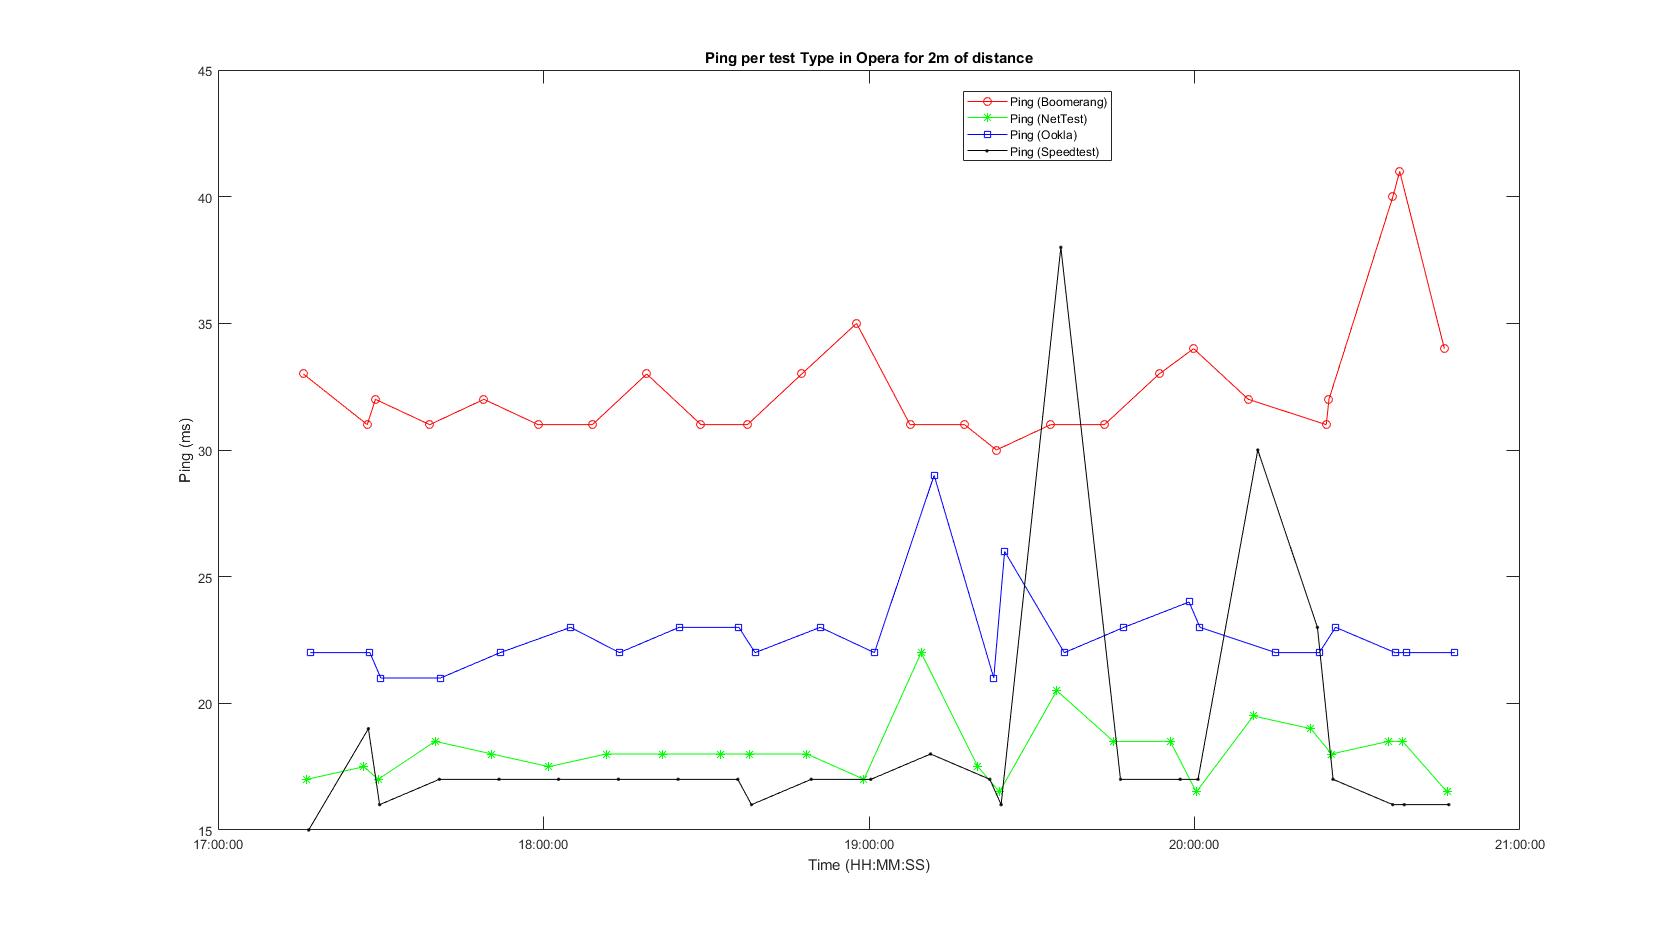 Ping per test Type in Opera for 2m of distance
Ping (Boomerang)
Ping (NetTest)
Ping (Ookla)
Ping (Speedtest)
45
40
35
30
25
20
15
Ping (ms)
17:00:00
18:00:00
19:00:00
20:00:00
21:00:00
Time (HH:MM:SS)